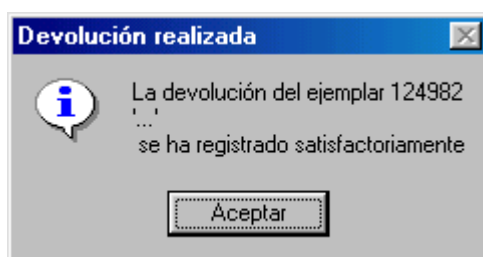 Devolución realizada
La devolución del ejemplar 124982
'...'
se ha registrado satisfactoriamente
Aceptar